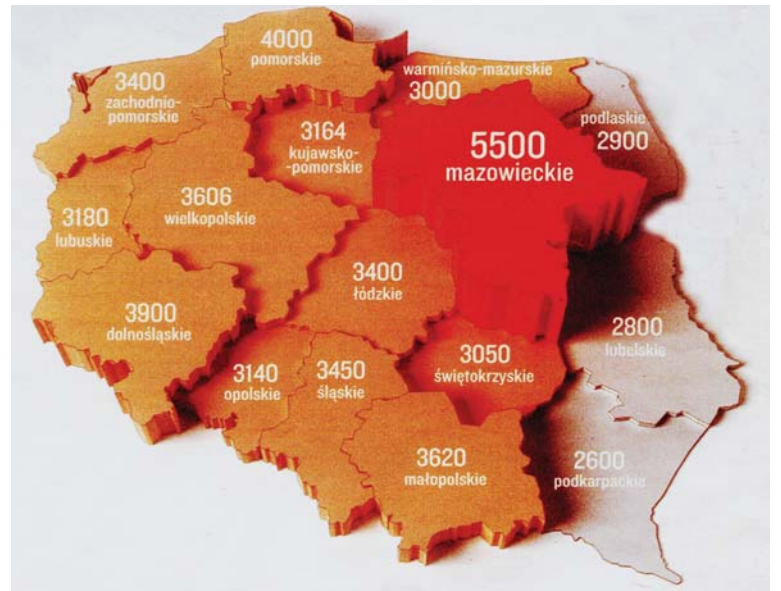 4000
pomorskie
3400
zachodnio-
pomorskie
warmińsko-mazurskie
3000
podlaskie
2900
3164
kujawsko-
-pomorskie
5500
mazowieckie
3606
wielkopolskie
3180
lubuskie
3400
łódzkie
3900
dolnośląskie
2800
lubelskie
3050
świętokrzyskie
3140
opolskie
3450
śląskie
3620
małopolskie
2600
podkarpackie